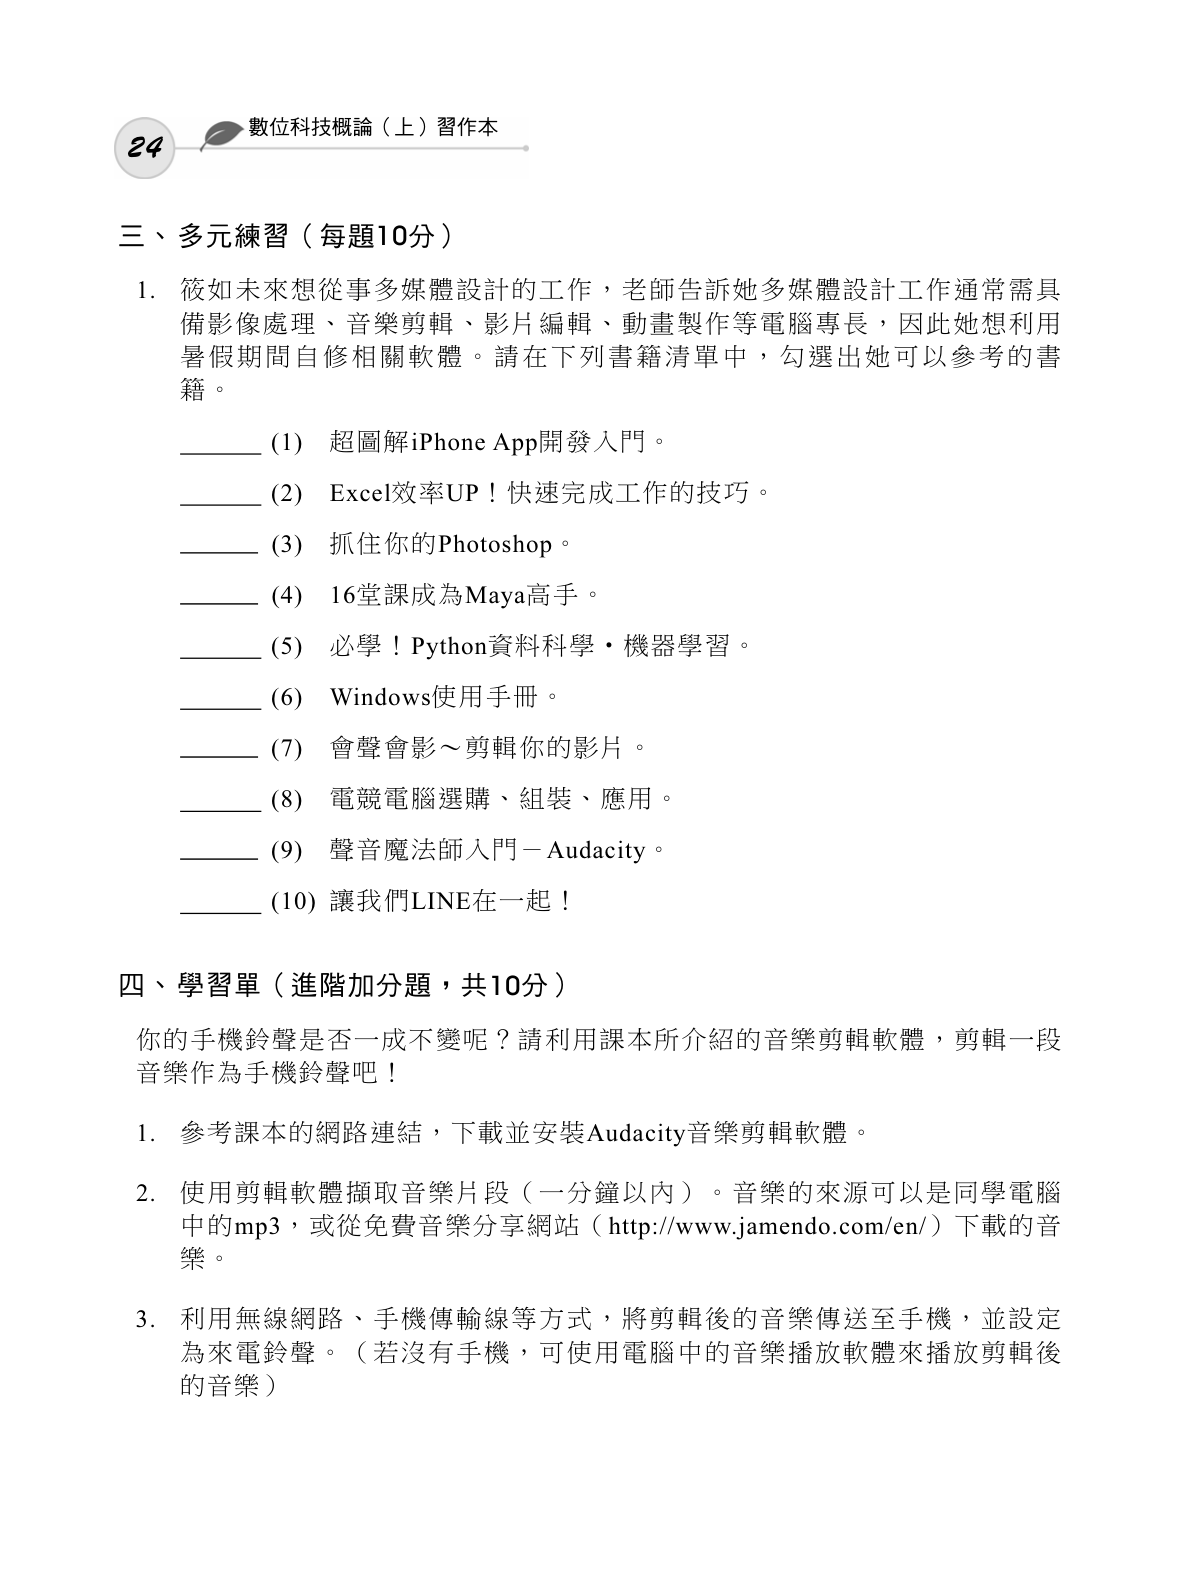 24
數位科技概論（上）習作本
三、多元練習（每題10分）
1. 筱如未來想從事多媒體設計的工作，老師告訴她多媒體設計工作通常需具
備影像處理、音樂剪輯、影片編輯、動畫製作等電腦專長，因此她想利用
暑假期間自修相關軟體。請在下列書籍清單中，勾選出她可以參考的書
籍。
______ (1) 超圖解iPhone App開發入門。
______ (2) Excel效率UP！快速完成工作的技巧。
______ (3) 抓住你的Photoshop。
______ (4) 16堂課成為Maya高手。
______ (5) 必學！Python資料科學‧機器學習。
______ (6) Windows使用手冊。
______ (7) 會聲會影～剪輯你的影片。
______ (8) 電競電腦選購、組裝、應用。
______ (9) 聲音魔法師入門－Audacity。
______ (10) 讓我們LINE在一起！
四、學習單（進階加分題，共10分）
你的手機鈴聲是否一成不變呢？請利用課本所介紹的音樂剪輯軟體，剪輯一段
音樂作為手機鈴聲吧！
1. 參考課本的網路連結，下載並安裝Audacity音樂剪輯軟體。
2. 使用剪輯軟體擷取音樂片段（一分鐘以內）。音樂的來源可以是同學電腦
中的mp3，或從免費音樂分享網站（http://www.jamendo.com/en/）下載的音
樂。
3. 利用無線網路、手機傳輸線等方式，將剪輯後的音樂傳送至手機，並設定
為來電鈴聲。（若沒有手機，可使用電腦中的音樂播放軟體來播放剪輯後
的音樂）